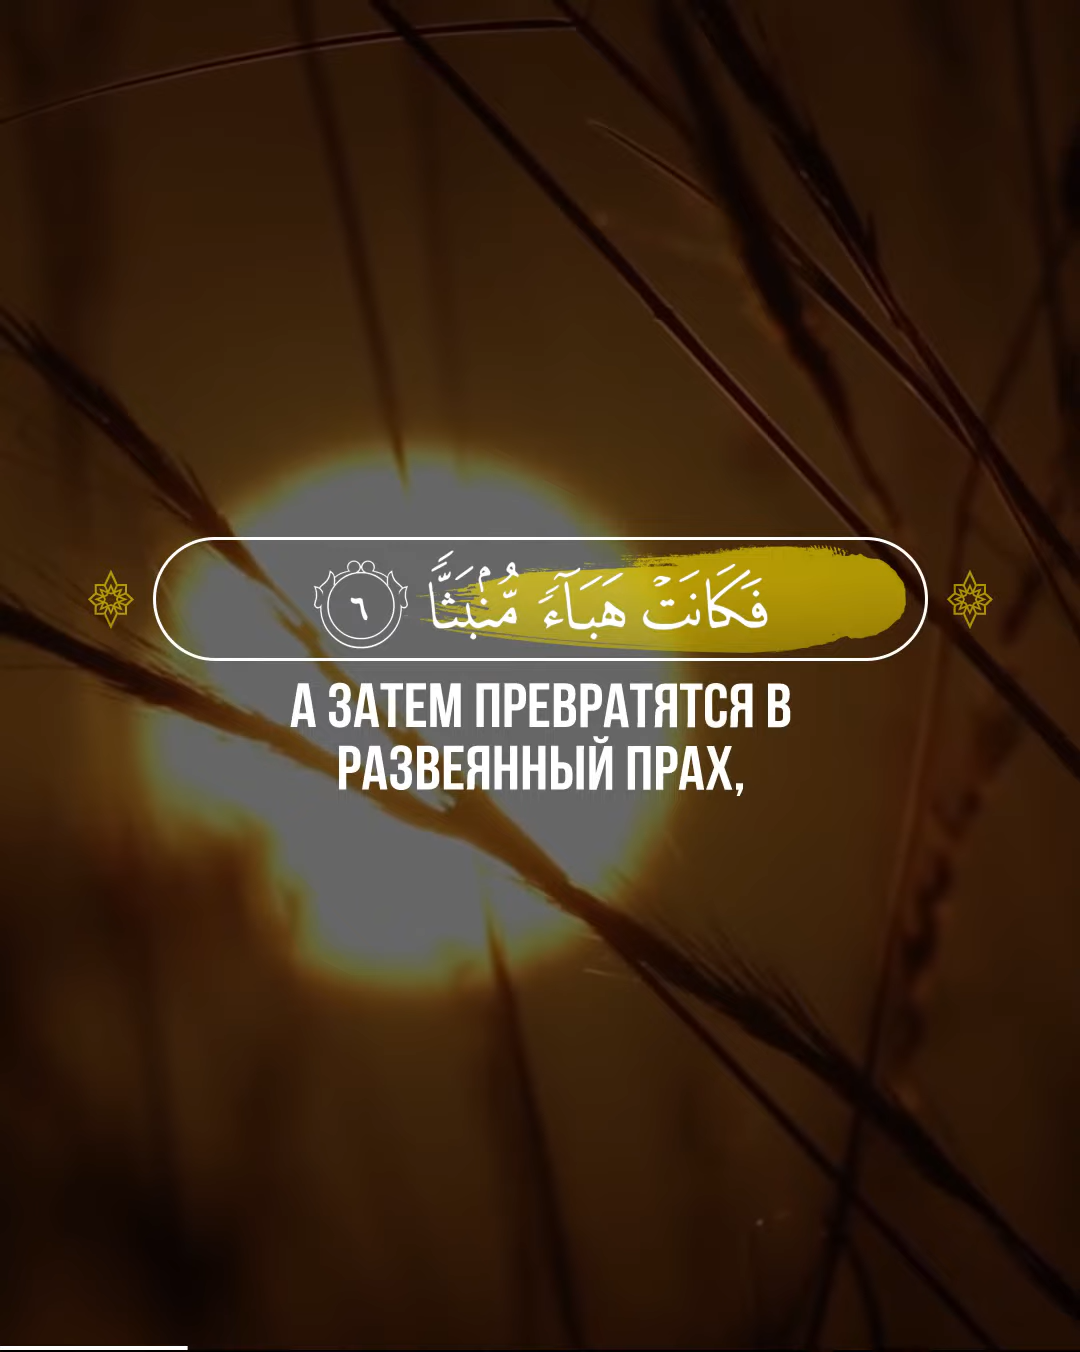 فَكَانَتْ هَبَآءً مُّنۢبَثًّا ٦
А ЗАТЕМ ПРЕВРАТЯТСЯ В
РАЗВЕЯННЫЙ ПРАХ,